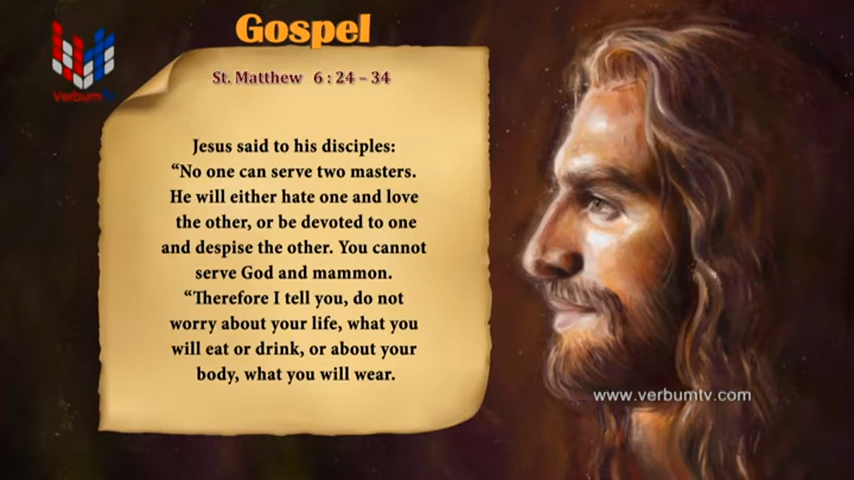 Gospel
St. Matthew 6 : 24 – 34
VerbumTv
Jesus said to his disciples:
“No one can serve two masters.
He will either hate one and love
the other, or be devoted to one
and despise the other. You cannot
serve God and mammon.
“Therefore I tell you, do not
worry about your life, what you
will eat or drink, or about your
body, what you will wear.
www.verbumtv.com